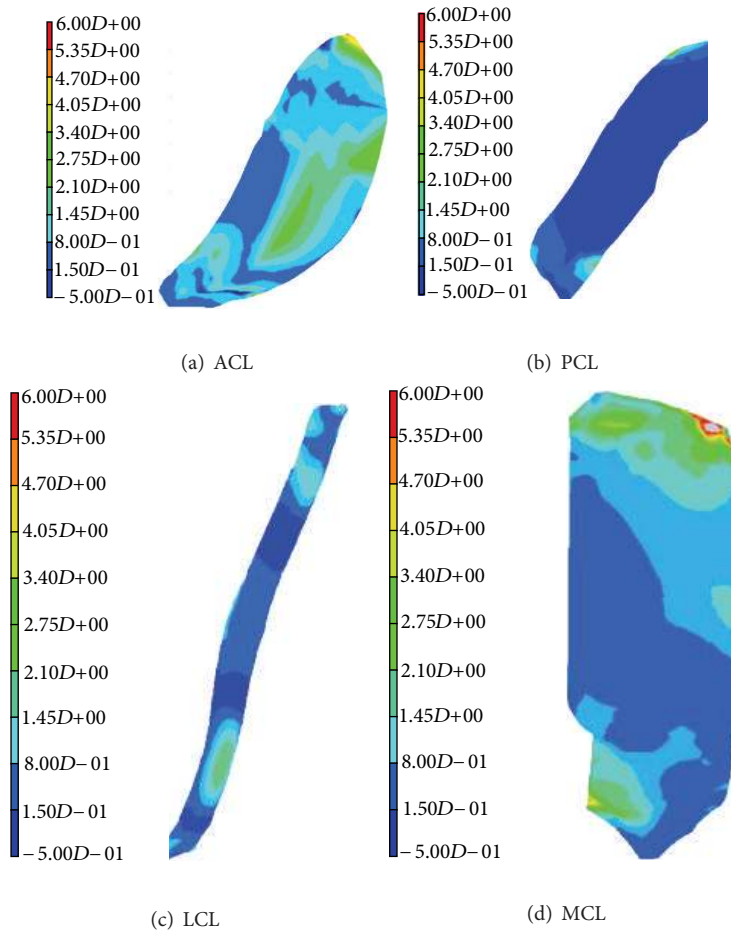 6.00D+00
5.35D+00
4.70D+00
4.05D+00
3.40D+00
2.75D+00
2.10D+00
1.45D+00
8.00D−01
1.50D−01
−5.00D−01
(a) ACL
6.00D+00
5.35D+00
4.70D+00
4.05D+00
3.40D+00
2.75D+00
2.10D+00
1.45D+00
8.00D−01
1.50D−01
−5.00D−01
(b) PCL
6.00D+00
5.35D+00
4.70D+00
4.05D+00
3.40D+00
2.75D+00
2.10D+00
1.45D+00
8.00D−01
1.50D−01
−5.00D−01
(c) LCL
6.00D+00
5.35D+00
4.70D+00
4.05D+00
3.40D+00
2.75D+00
2.10D+00
1.45D+00
8.00D−01
1.50D−01
−5.00D−01
(d) MCL